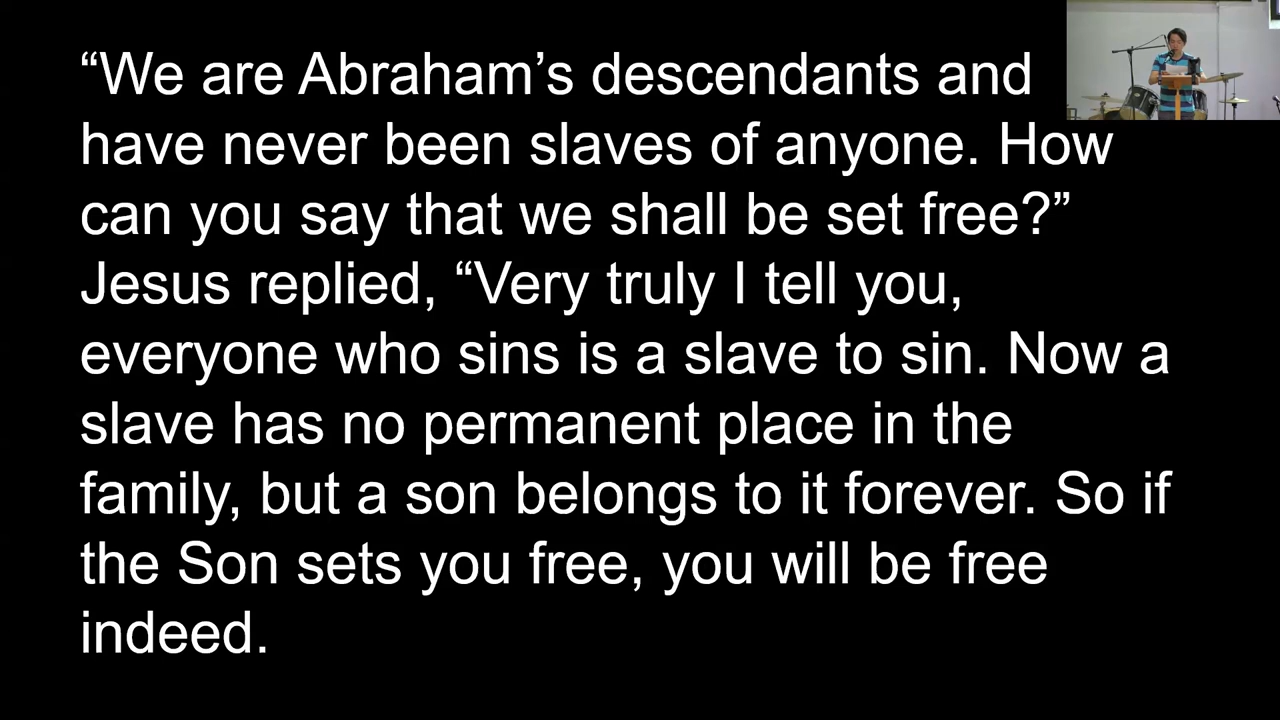 “We are Abraham’s descendants and
have never been slaves of anyone. How
can you say that we shall be set free?”
Jesus replied, “Very truly I tell you,
everyone who sins is a slave to sin. Now a
slave has no permanent place in the
family, but a son belongs to it forever. So if
the Son sets you free, you will be free
indeed.